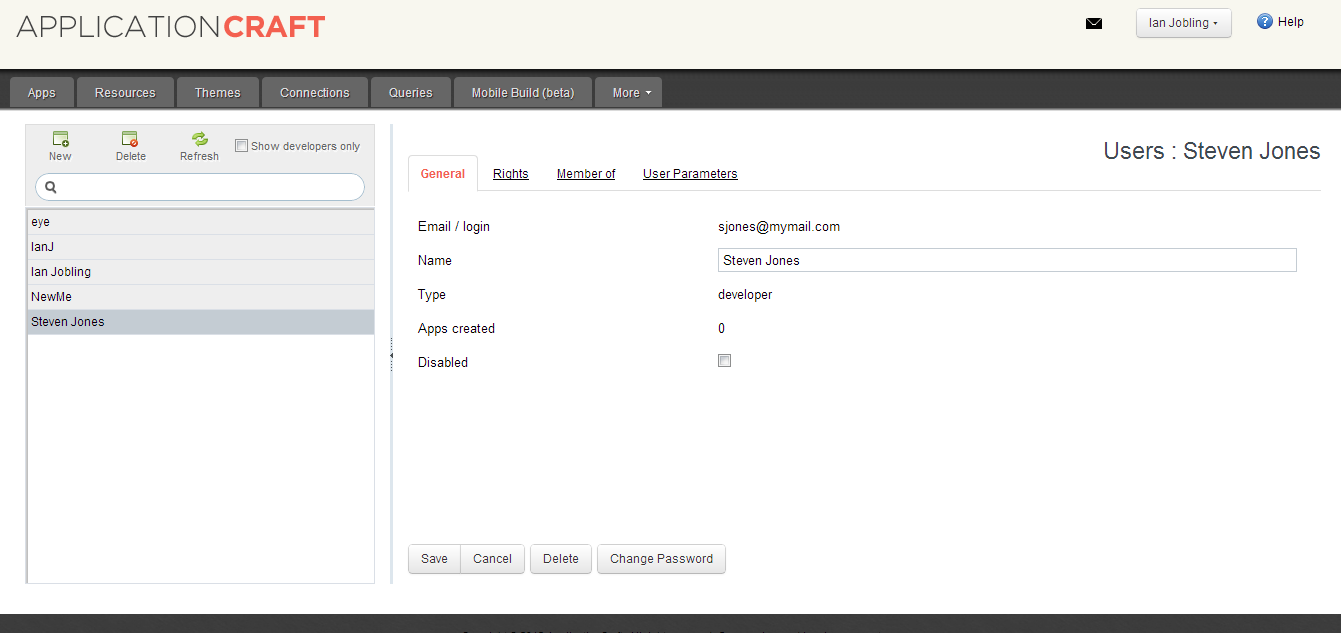 APPLICATIONCRAFT
Ian Jobling
Help
Apps Resources Themes Connections Queries Mobile Build (beta) More
New Delete Refresh Show developers only
eye
IanJ
Ian Jobling
NewMe
Steven Jones
Users : Steven Jones
General Rights Member of User Parameters
Email / login sjones@mymail.com
Name Steven Jones
Type developer
Apps created 0
Disabled
Save Cancel Delete Change Password